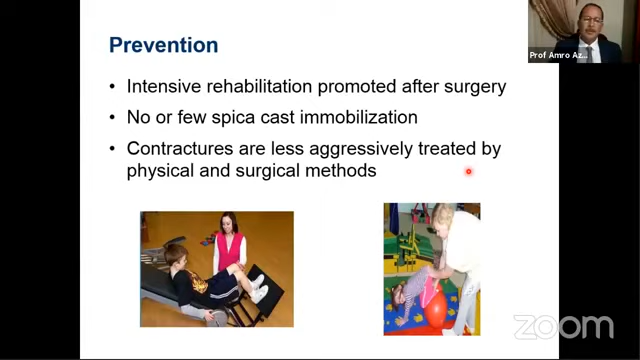 Prevention
• Intensive rehabilitation promoted after surgery
• No or few spica cast immobilization
• Contractures are less aggressively treated by
physical and surgical methods
Prof Amro Az...
zoom